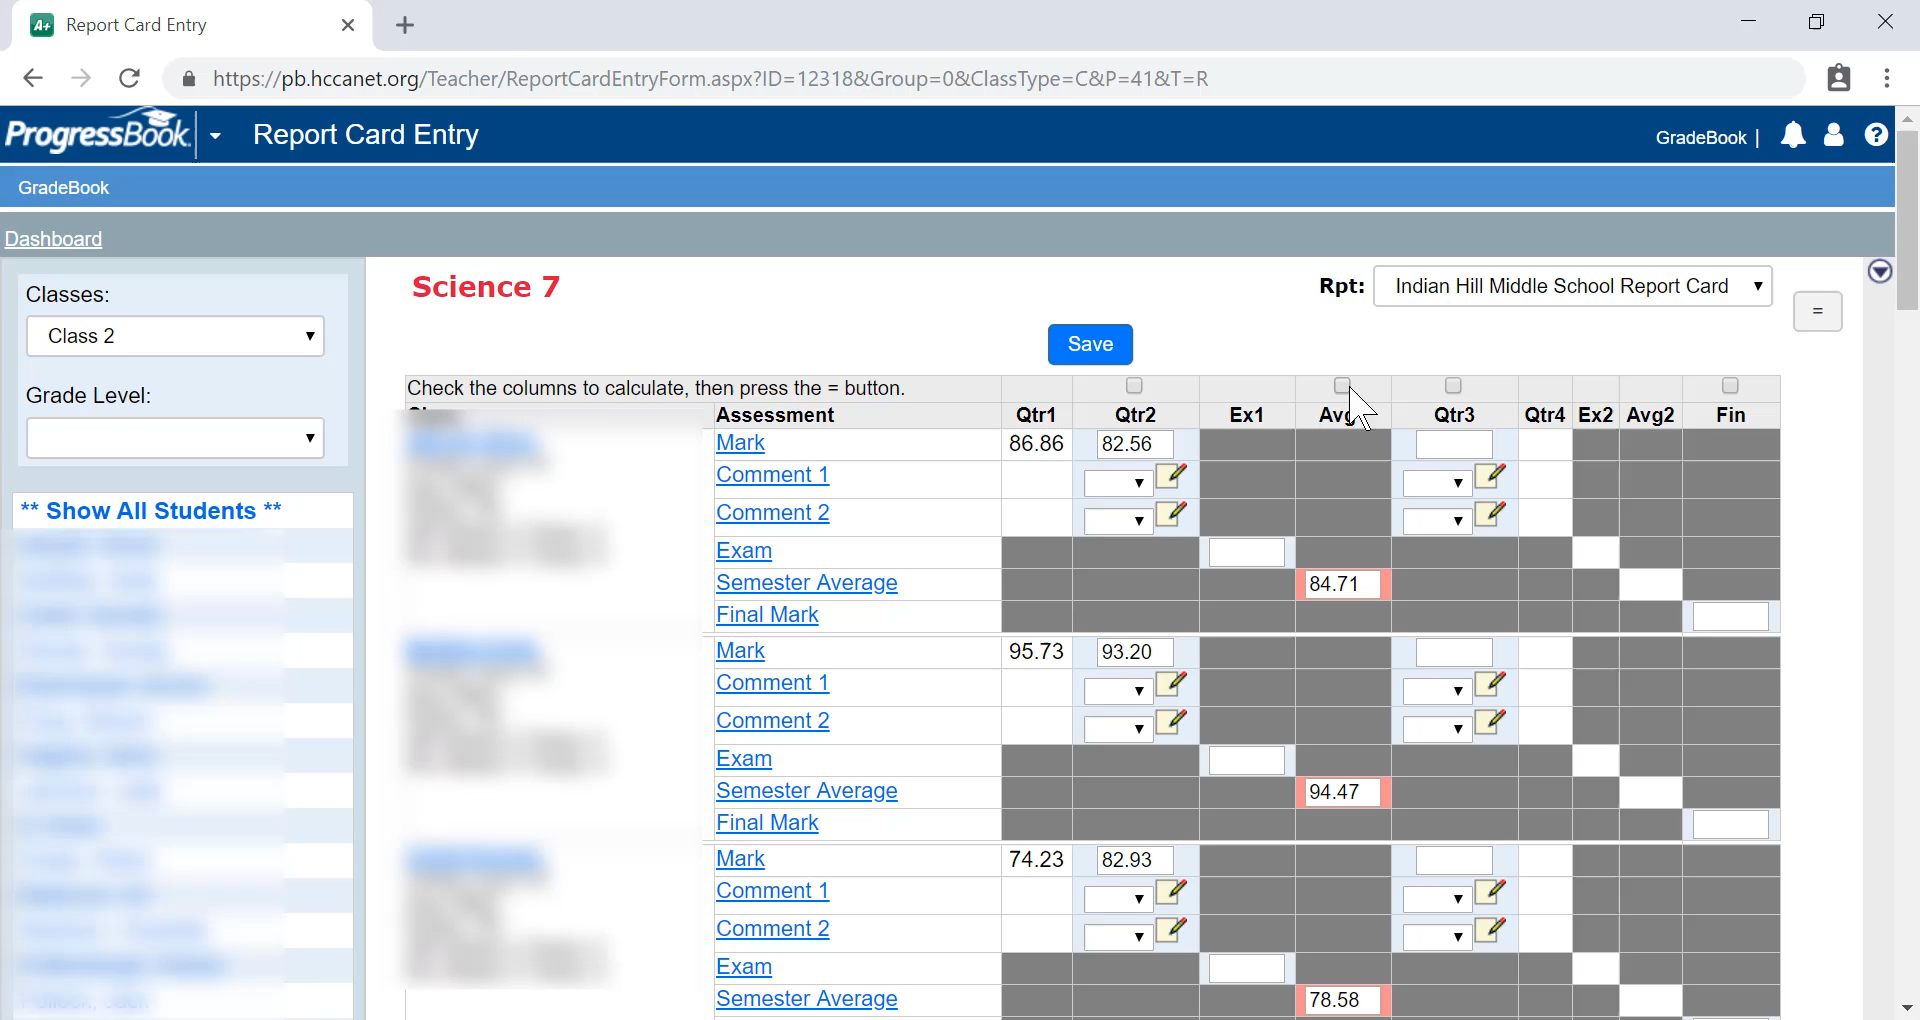 A+ Report Card Entry
https://pb.hccanet.org/Teacher/ReportCardEntryForm.aspx?ID=12318&Group=0&ClassType=C&P=41&T=R
ProgressBook Report Card Entry GradeBook | ?
GradeBook
Dashboard
Classes:
Class 2
Grade Level:
** Show All Students **
Science 7
Rpt: Indian Hill Middle School Report Card
=
Save
Check the columns to calculate, then press the = button.
Assessment Qtr1 Qtr2 Ex1 Qtr3 Qtr4 Ex2 Avg2 Fin
Mark 86.86 82.56
Comment 1
Comment 2
Exam
Semester Average 84.71
Final Mark
Mark 95.73 93.20
Comment 1
Comment 2
Exam
Semester Average 94.47
Final Mark
Mark 74.23 82.93
Comment 1
Comment 2
Exam
Semester Average 78.58